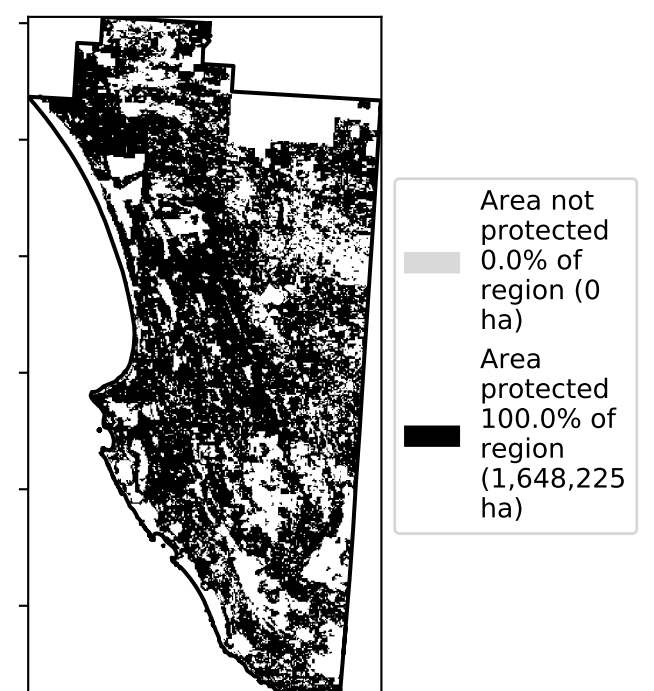 Area not
protected
0.0% of
region (0
ha)
Area
protected
100.0% of
region
(1,648,225
ha)